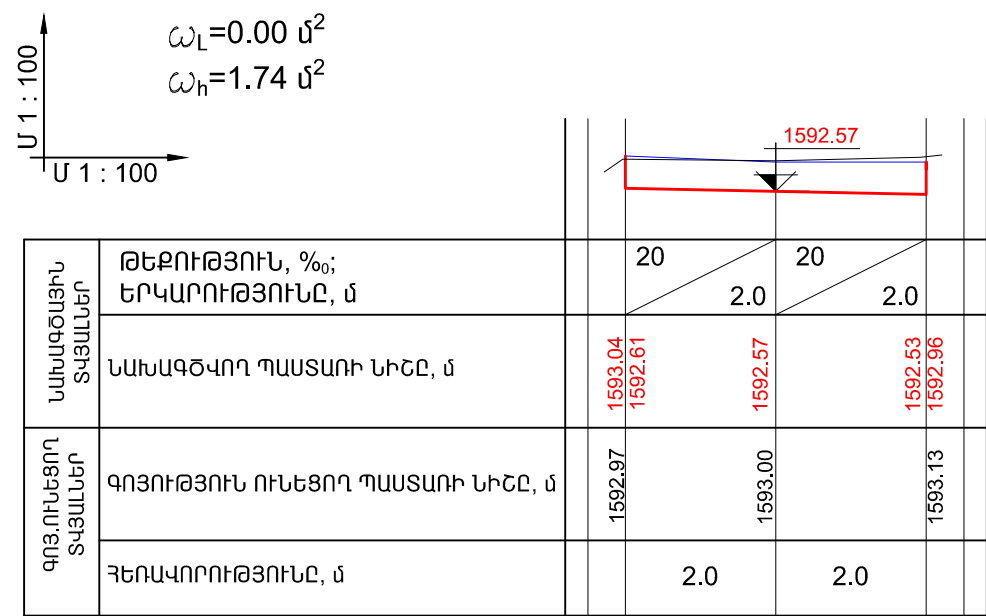 ωL=0.00 մ²
ωh=1.74 մ²
Մ 1 : 100
Մ 1 : 100
1592.57
ՆԱԽԱԳԾԱՅԻՆ
ՏՎՅԱԼՆԵՐ
ԹԵՔՈՒԹՅՈՒՆ, %₀;
ԵՐԿԱՐՈՒԹՅՈՒՆԸ, մ
20
2.0
20
2.0
ՆԱԽԱԳԾՎՈՂ ՊԱՍՏԱՌԻ ՆԻՇԸ, մ
1593.04
1592.61
1592.57
1592.53
1592.96
ԳՈՅ.ՈՒՆԵՑՈՂ
ՏՎՅԱԼՆԵՐ
ԳՈՅՈՒԹՅՈՒՆ ՈՒՆԵՑՈՂ ՊԱՍՏԱՌԻ ՆԻՇԸ, մ
1592.97
1593.00
1593.13
ՀԵՌԱՎՈՐՈՒԹՅՈՒՆԸ, մ
2.0
2.0